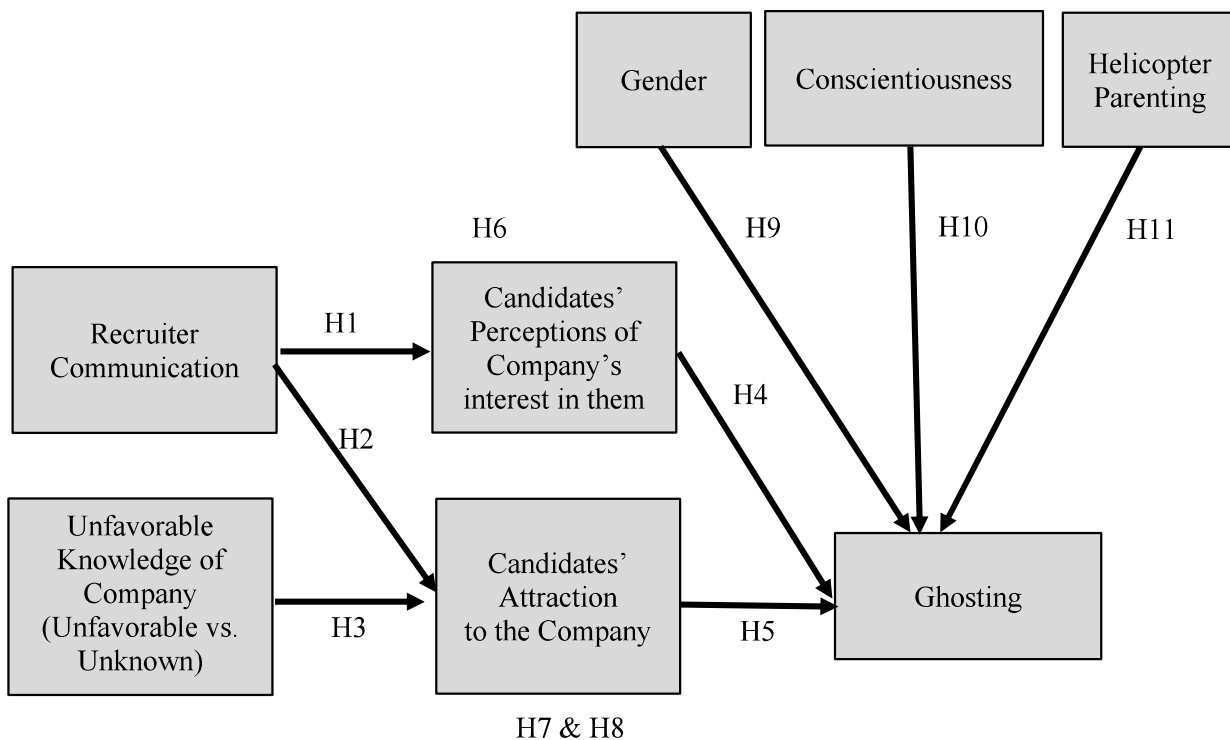 Gender
Conscientiousness
Helicopter
Parenting
H9
H10
H11
H6
Recruiter
Communication
H1
Candidates’
Perceptions of
Company’s
interest in them
H4
H2
Unfavorable
Knowledge of
Company
(Unfavorable vs.
Unknown)
H3
Candidates’
Attraction
to the Company
H5
Ghosting
H7 & H8